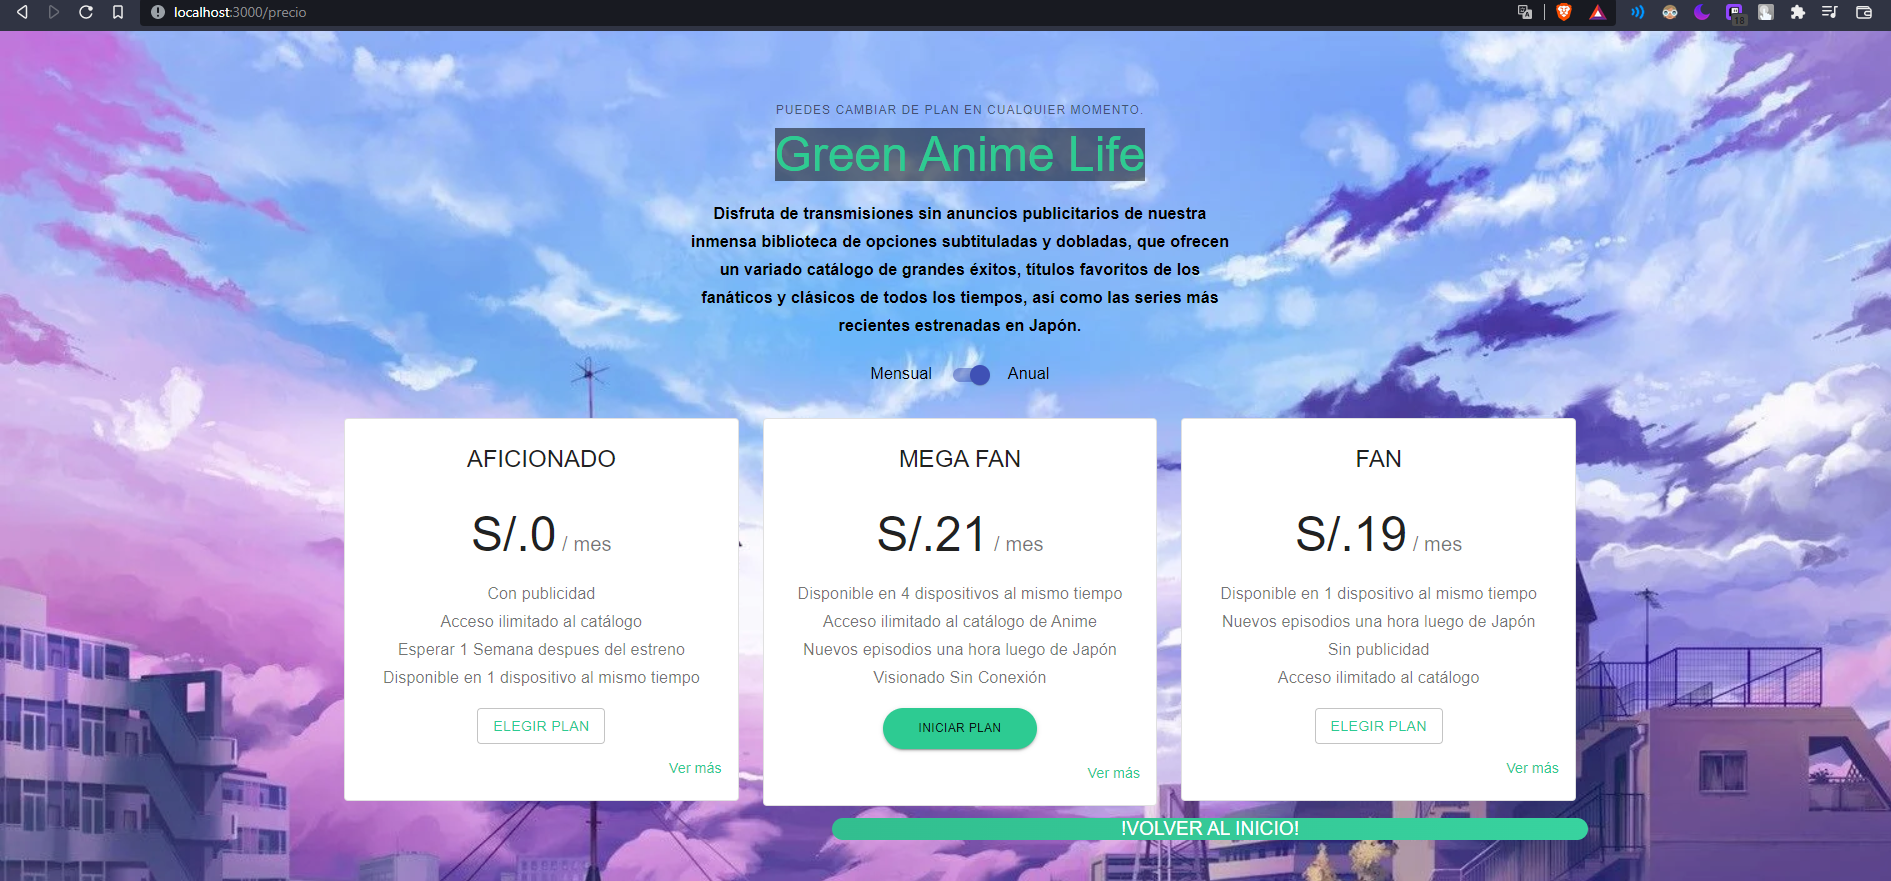 localhost:3000/precio
18
PUEDES CAMBIAR DE PLAN EN CUALQUIER MOMENTO.
Green Anime Life
Disfruta de transmisiones sin anuncios publicitarios de nuestra
inmensa biblioteca de opciones subtituladas y dobladas, que ofrecen
un variado catálogo de grandes éxitos, títulos favoritos de los
fanáticos y clásicos de todos los tiempos, así como las series más
recientes estrenadas en Japón.
Mensual Anual
AFICIONADO
S/.0 / mes
Con publicidad
Acceso ilimitado al catálogo
Esperar 1 Semana despues del estreno
Disponible en 1 dispositivo al mismo tiempo
ELEGIR PLAN
Ver más
MEGA FAN
S/.21 / mes
Disponible en 4 dispositivos al mismo tiempo
Acceso ilimitado al catálogo de Anime
Nuevos episodios una hora luego de Japón
Visionado Sin Conexión
INICIAR PLAN
Ver más
FAN
S/.19 / mes
Disponible en 1 dispositivo al mismo tiempo
Nuevos episodios una hora luego de Japón
Sin publicidad
Acceso ilimitado al catálogo
ELEGIR PLAN
Ver más
!VOLVER AL INICIO!